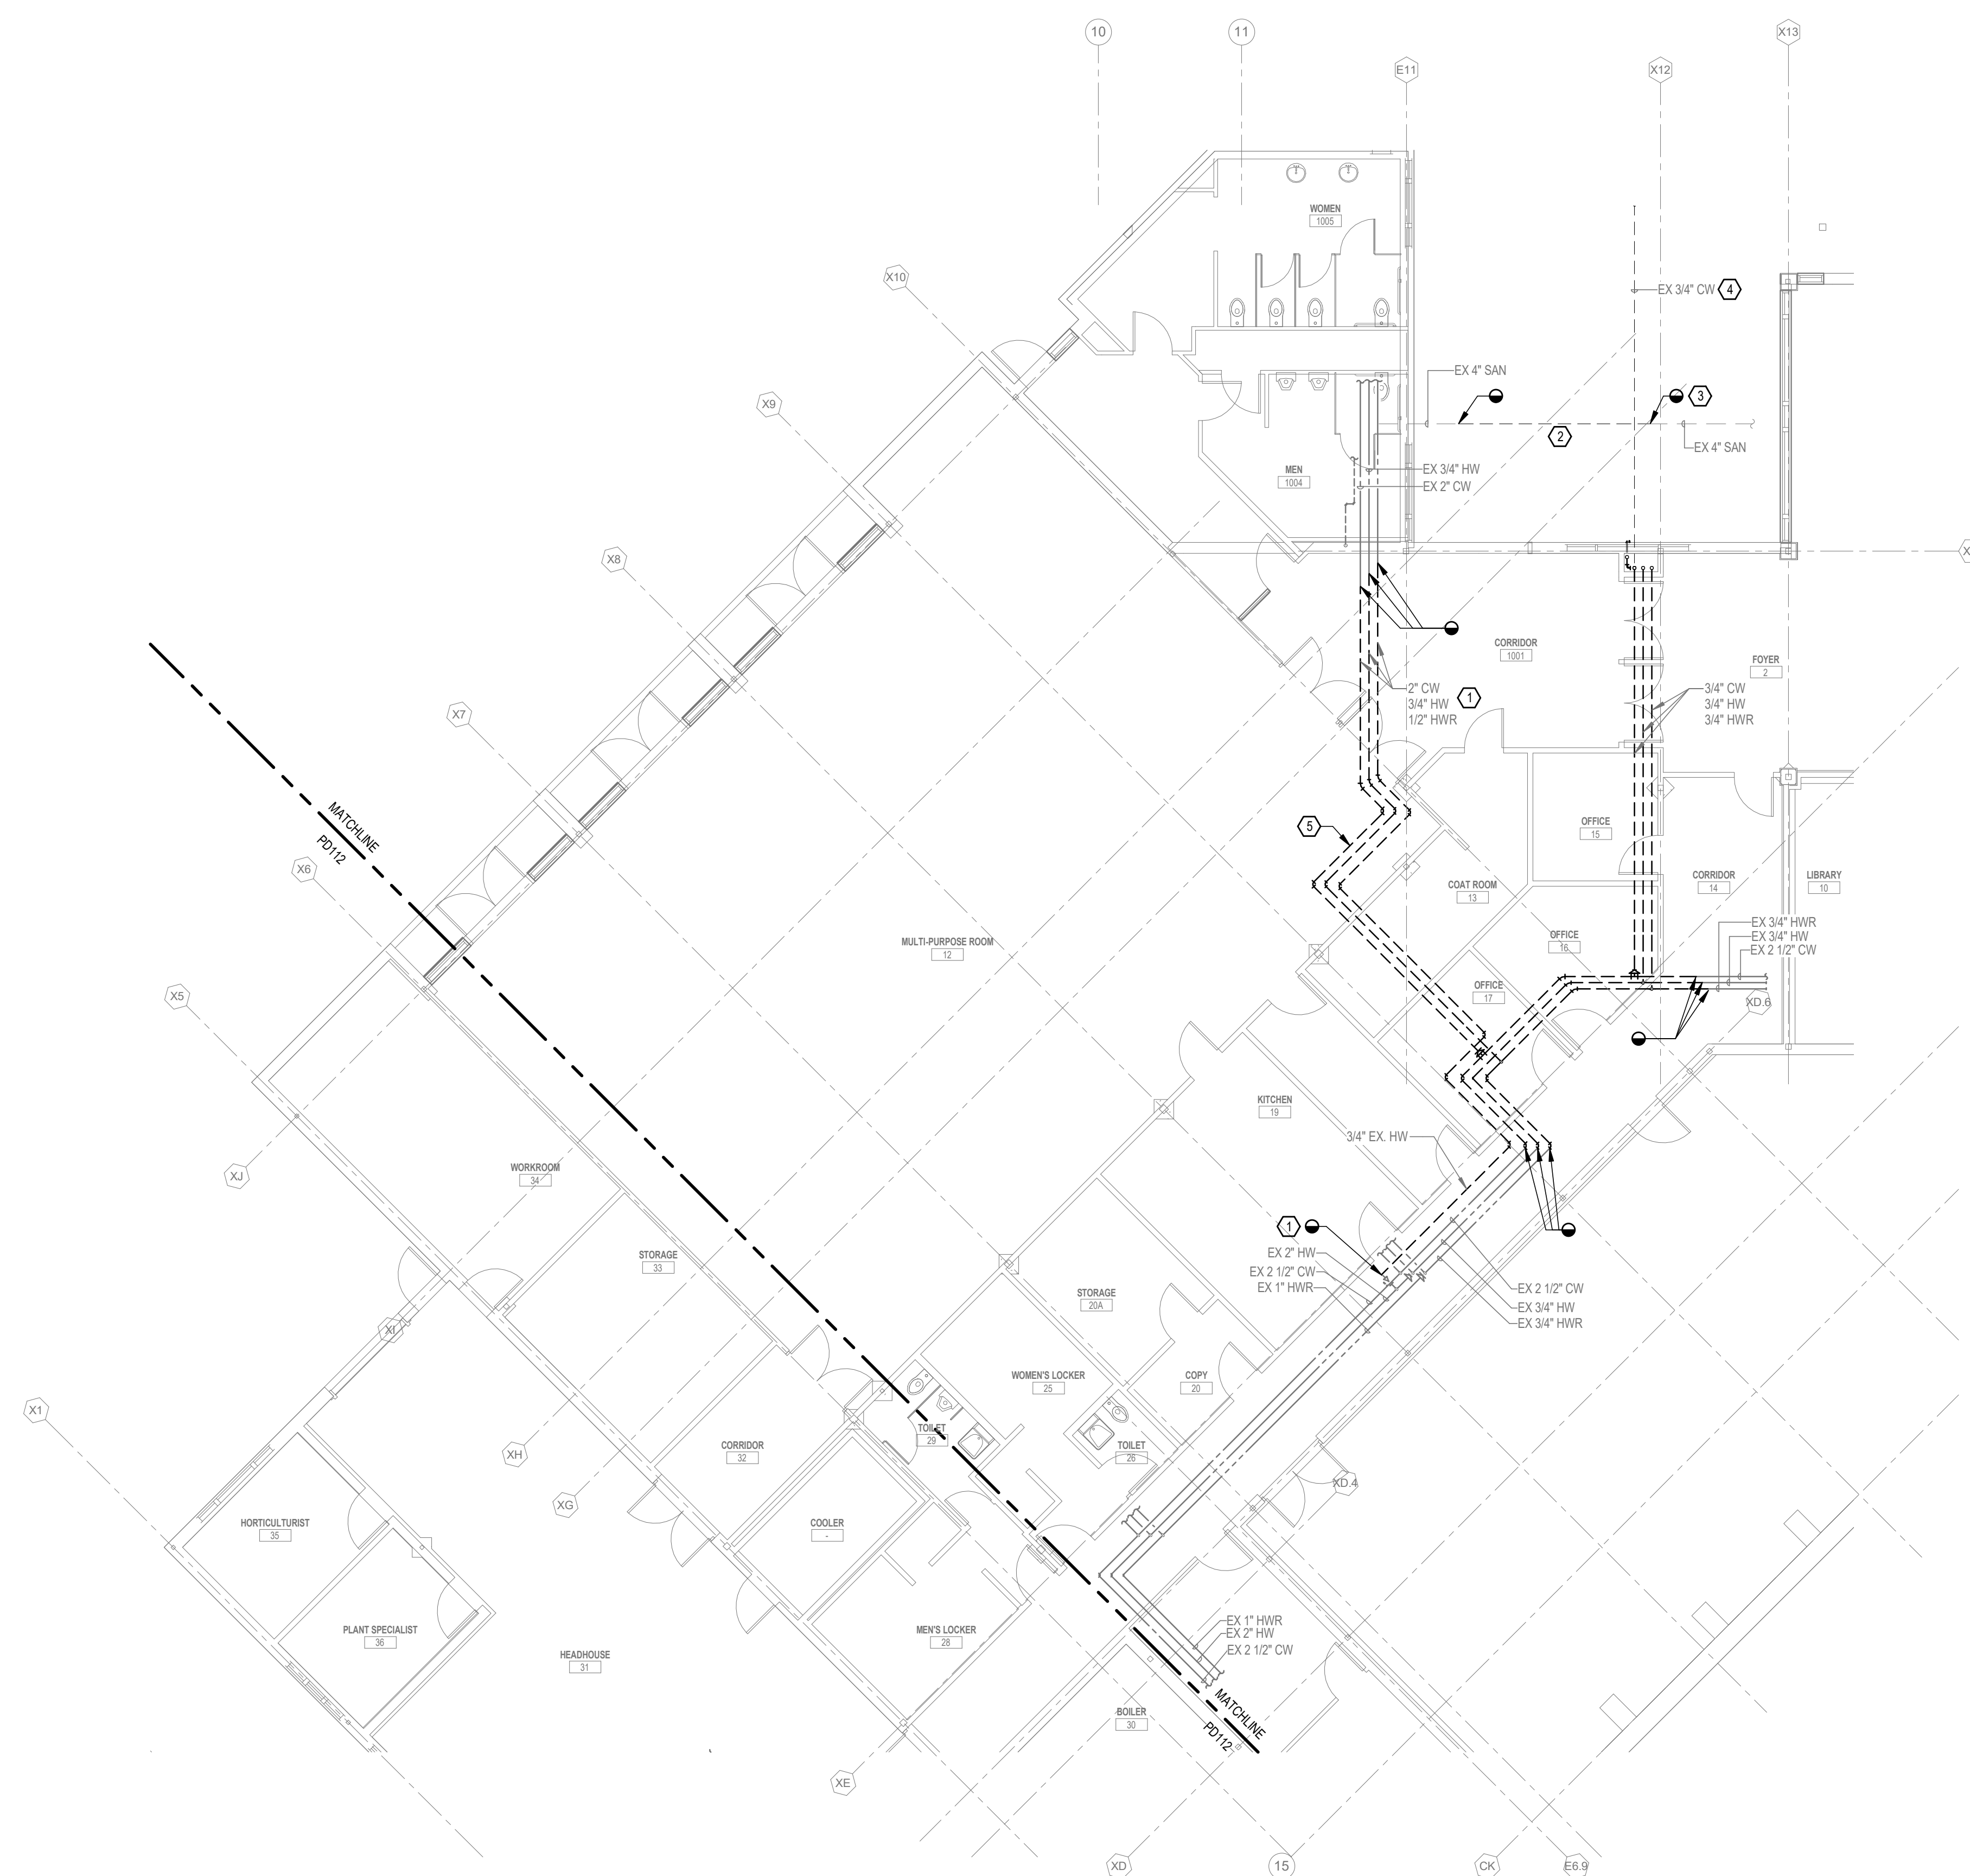 10
11
E11
X12
X13
WOMEN
1005
X10
EX 3/4" CW
4
EX 4" SAN
3
2
EX 4" SAN
X9
MEN
1004
EX 3/4" HW
EX 2" CW
X8
X
CORRIDOR
1001
FOYER
2
2" CW
3/4" HW
1/2" HWR
1
3/4" CW
3/4" HW
3/4" HWR
X7
MATCHLINE
PD112
5
OFFICE
15
X6
COAT ROOM
13
CORRIDOR
14
LIBRARY
10
MULTI-PURPOSE ROOM
12
OFFICE
16
EX 3/4" HWR
EX 3/4" HW
EX 2 1/2" CW
X5
OFFICE
17
XD.6
KITCHEN
19
3/4" EX. HW
XJ
WORKROOM
34
1
STORAGE
33
EX 2" HW
EX 2 1/2" CW
EX 1" HWR
STORAGE
20A
EX 2 1/2" CW
EX 3/4" HW
EX 3/4" HWR
XI
X1
WOMEN'S LOCKER
25
COPY
20
TOILET
29
CORRIDOR
32
TOILET
26
XH
XG
XD.4
HORTICULTURIST
35
COOLER
-
PLANT SPECIALIST
36
MEN'S LOCKER
28
EX 1" HWR
EX 2" HW
EX 2 1/2" CW
HEADHOUSE
31
BOILER
30
MATCHLINE
PD112
XE
XD
15
CK
E6.9